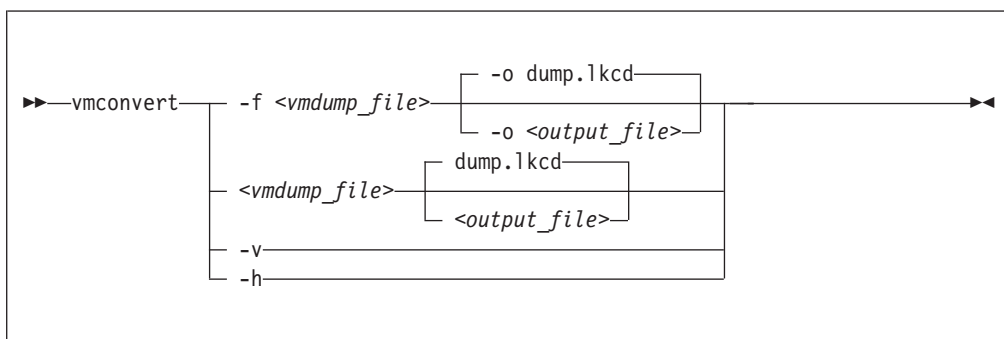 -o dump.lkcd
vmconvert -f <vmdump_file>
-o <output_file>
dump.lkcd
<vmdump_file>
<output_file>
-v
-h